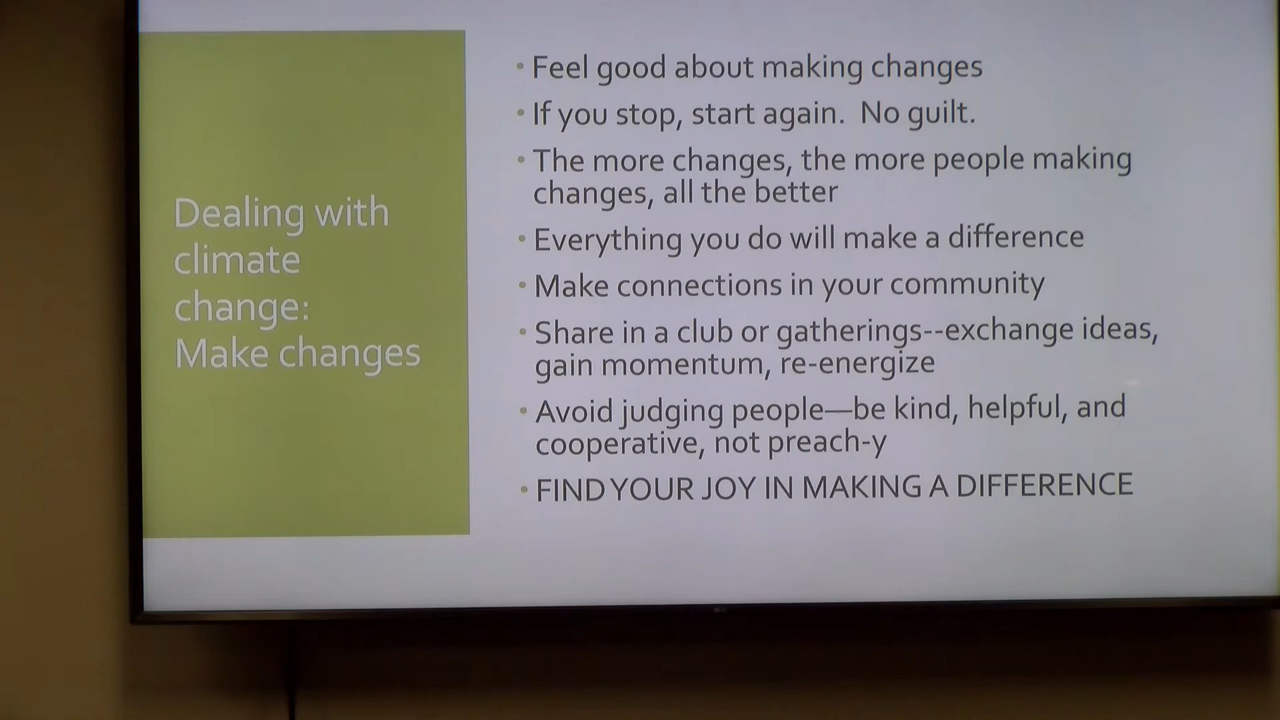 Dealing with
climate
change:
Make changes
• Feel good about making changes
• If you stop, start again.  No guilt.
• The more changes, the more people making
changes, all the better
• Everything you do will make a difference
• Make connections in your community
• Share in a club or gatherings--exchange ideas,
gain momentum, re-energize
• Avoid judging people—be kind, helpful, and
cooperative, not preach-y
• FIND YOUR JOY IN MAKING A DIFFERENCE